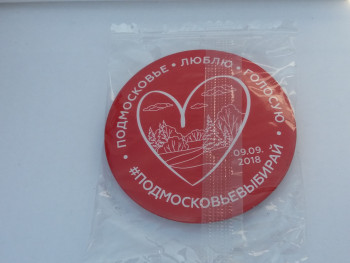 ПОДМОСКОВЬЕ • ЛЮБЛЮ • ГОЛОСУЮ
09.09.
2018
#ПОДМОСКОВЬЕВЫБИРАЙ